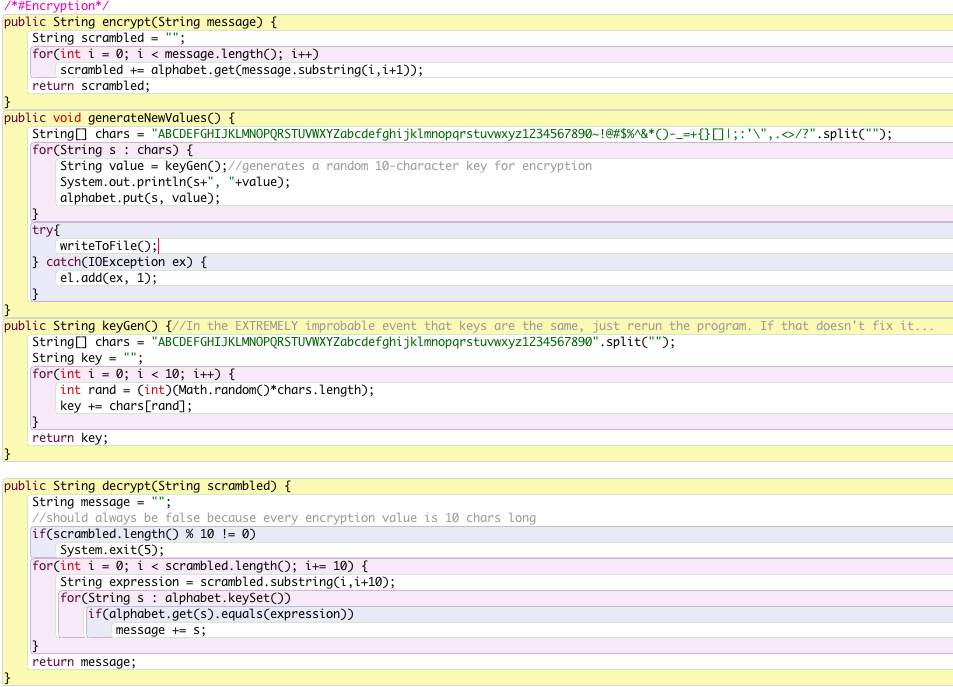 /*#Encryption*/
public String encrypt(String message) {
    String scrambled = "";
    for(int i = 0; i < message.length(); i++)
        scrambled += alphabet.get(message.substring(i,i+1));
    return scrambled;
}
public void generateNewValues() {
    String[] chars = "ABCDEFGHIJKLMNOPQRSTUVWXYZabcdefghijklmnopqrstuvwxyz1234567890~!@#$%^&*()-_=+{}[]|;:'\",.<>/?".split("");
    for(String s : chars) {
        String value = keyGen();//generates a random 10-character key for encryption
        System.out.println(s+", "+value);
        alphabet.put(s, value);
    }
    try{
        writeToFile();
    } catch(IOException ex) {
        el.add(ex, 1);
    }
}
public String keyGen() {//In the EXTREMELY improbable event that keys are the same, just rerun the program. If that doesn't fix it...
    String[] chars = "ABCDEFGHIJKLMNOPQRSTUVWXYZabcdefghijklmnopqrstuvwxyz1234567890".split("");
    String key = "";
    for(int i = 0; i < 10; i++) {
        int rand = (int)(Math.random()*chars.length);
        key += chars[rand];
    }
    return key;
}

public String decrypt(String scrambled) {
    String message = "";
    //should always be false because every encryption value is 10 chars long
    if(scrambled.length() % 10 != 0)
        System.exit(5);
    for(int i = 0; i < scrambled.length(); i+= 10) {
        String expression = scrambled.substring(i,i+10);
        for(String s : alphabet.keySet())
            if(alphabet.get(s).equals(expression))
                message += s;
    }
    return message;
}